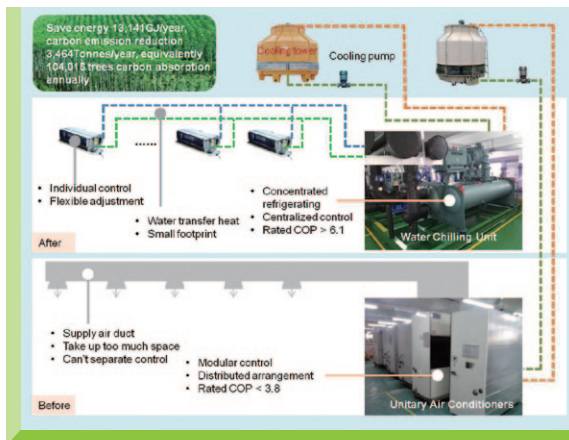 Save energy 13,141GJ/year,
carbon emission reduction
3,464Tonnes/year, equivalently
104,016 trees carbon absorption
annually
Cooling tower
Cooling pump
......
• Individual control
• Flexible adjustment
• Water transfer heat
• Small footprint
• Concentrated
refrigerating
• Centralized control
• Rated COP > 6.1
Water Chilling Unit
After
• Supply air duct
• Take up too much space
• Can't separate control
• Modular control
• Distributed arrangement
• Rated COP < 3.8
Unitary Air Conditioners
Before